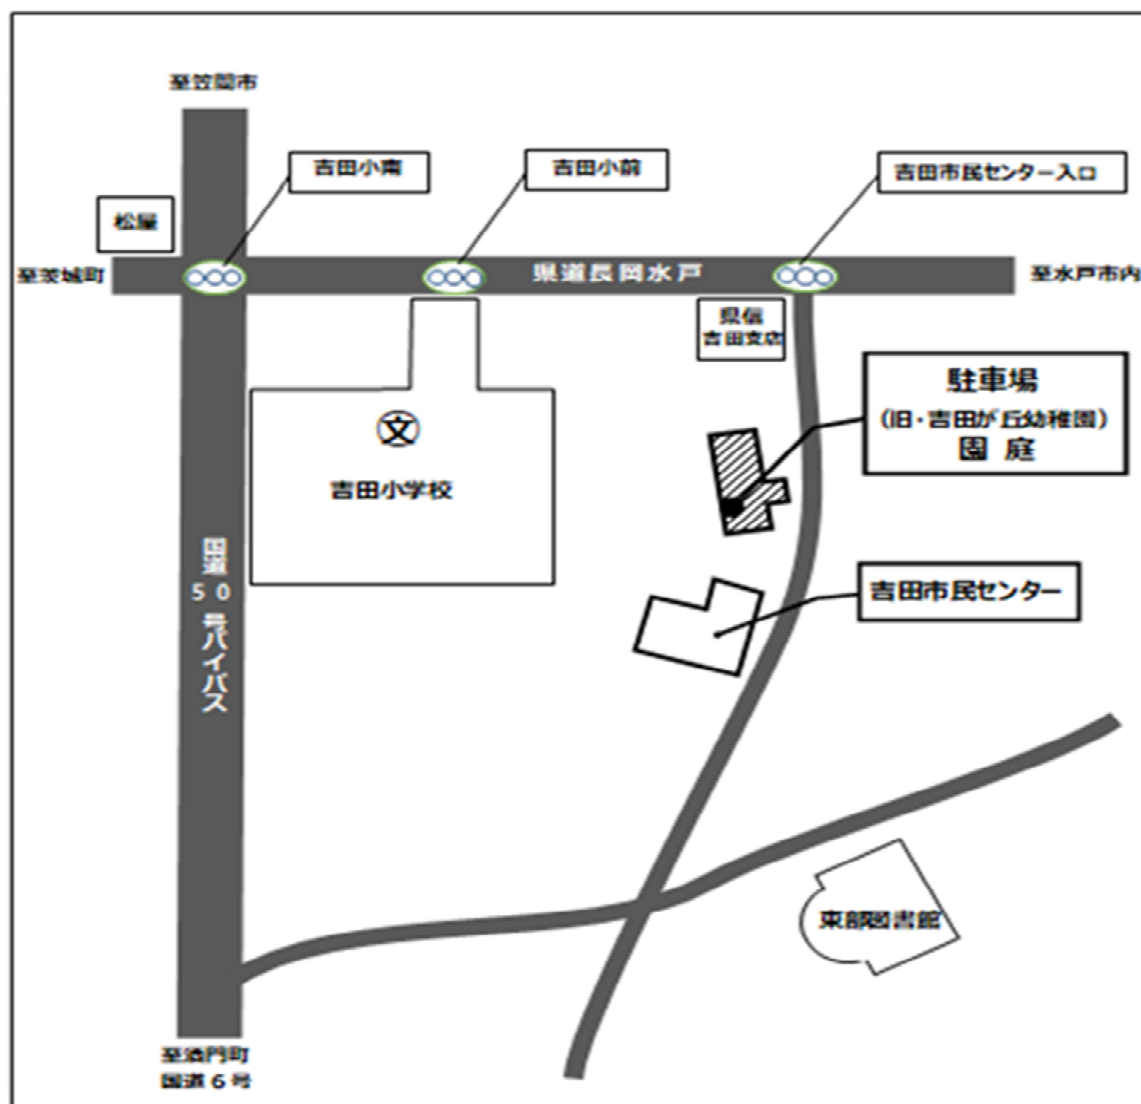 至笠間市
吉田小南
吉田小前
吉田市民センター入口
松屋
至茨城町
県道長岡水戸
至水戸市内
県信
吉田支店
駐車場
(旧・吉田が丘幼稚園)
園庭
文
吉田小学校
国道50号バイパス
吉田市民センター
東部図書館
至酒門町
国道6号